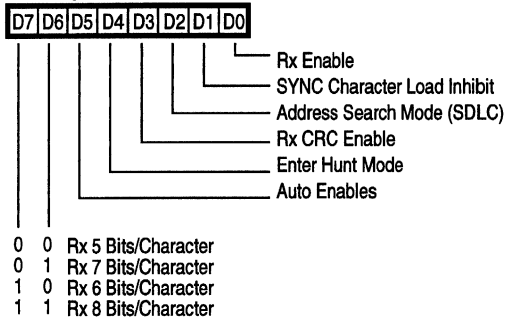 D7 D6 D5 D4 D3 D2 D1 D0
Rx Enable
SYNC Character Load Inhibit
Address Search Mode (SDLC)
Rx CRC Enable
Enter Hunt Mode
Auto Enables
0 0 Rx 5 Bits/Character
0 1 Rx 7 Bits/Character
1 0 Rx 6 Bits/Character
1 1 Rx 8 Bits/Character